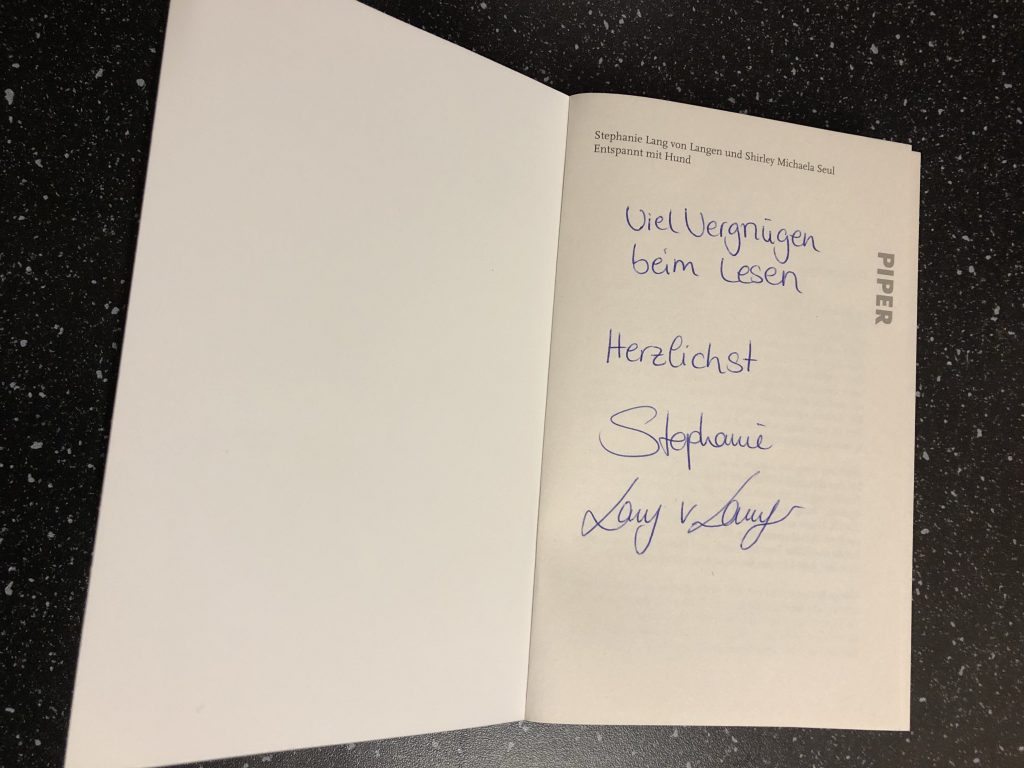 Stephanie Lang von Langen und Shirley Michaela Seul
Entspannt mit Hund
Viel Vergnügen
beim Lesen
Herzlichst
Stephanie
Lang v. Langen
PIPER